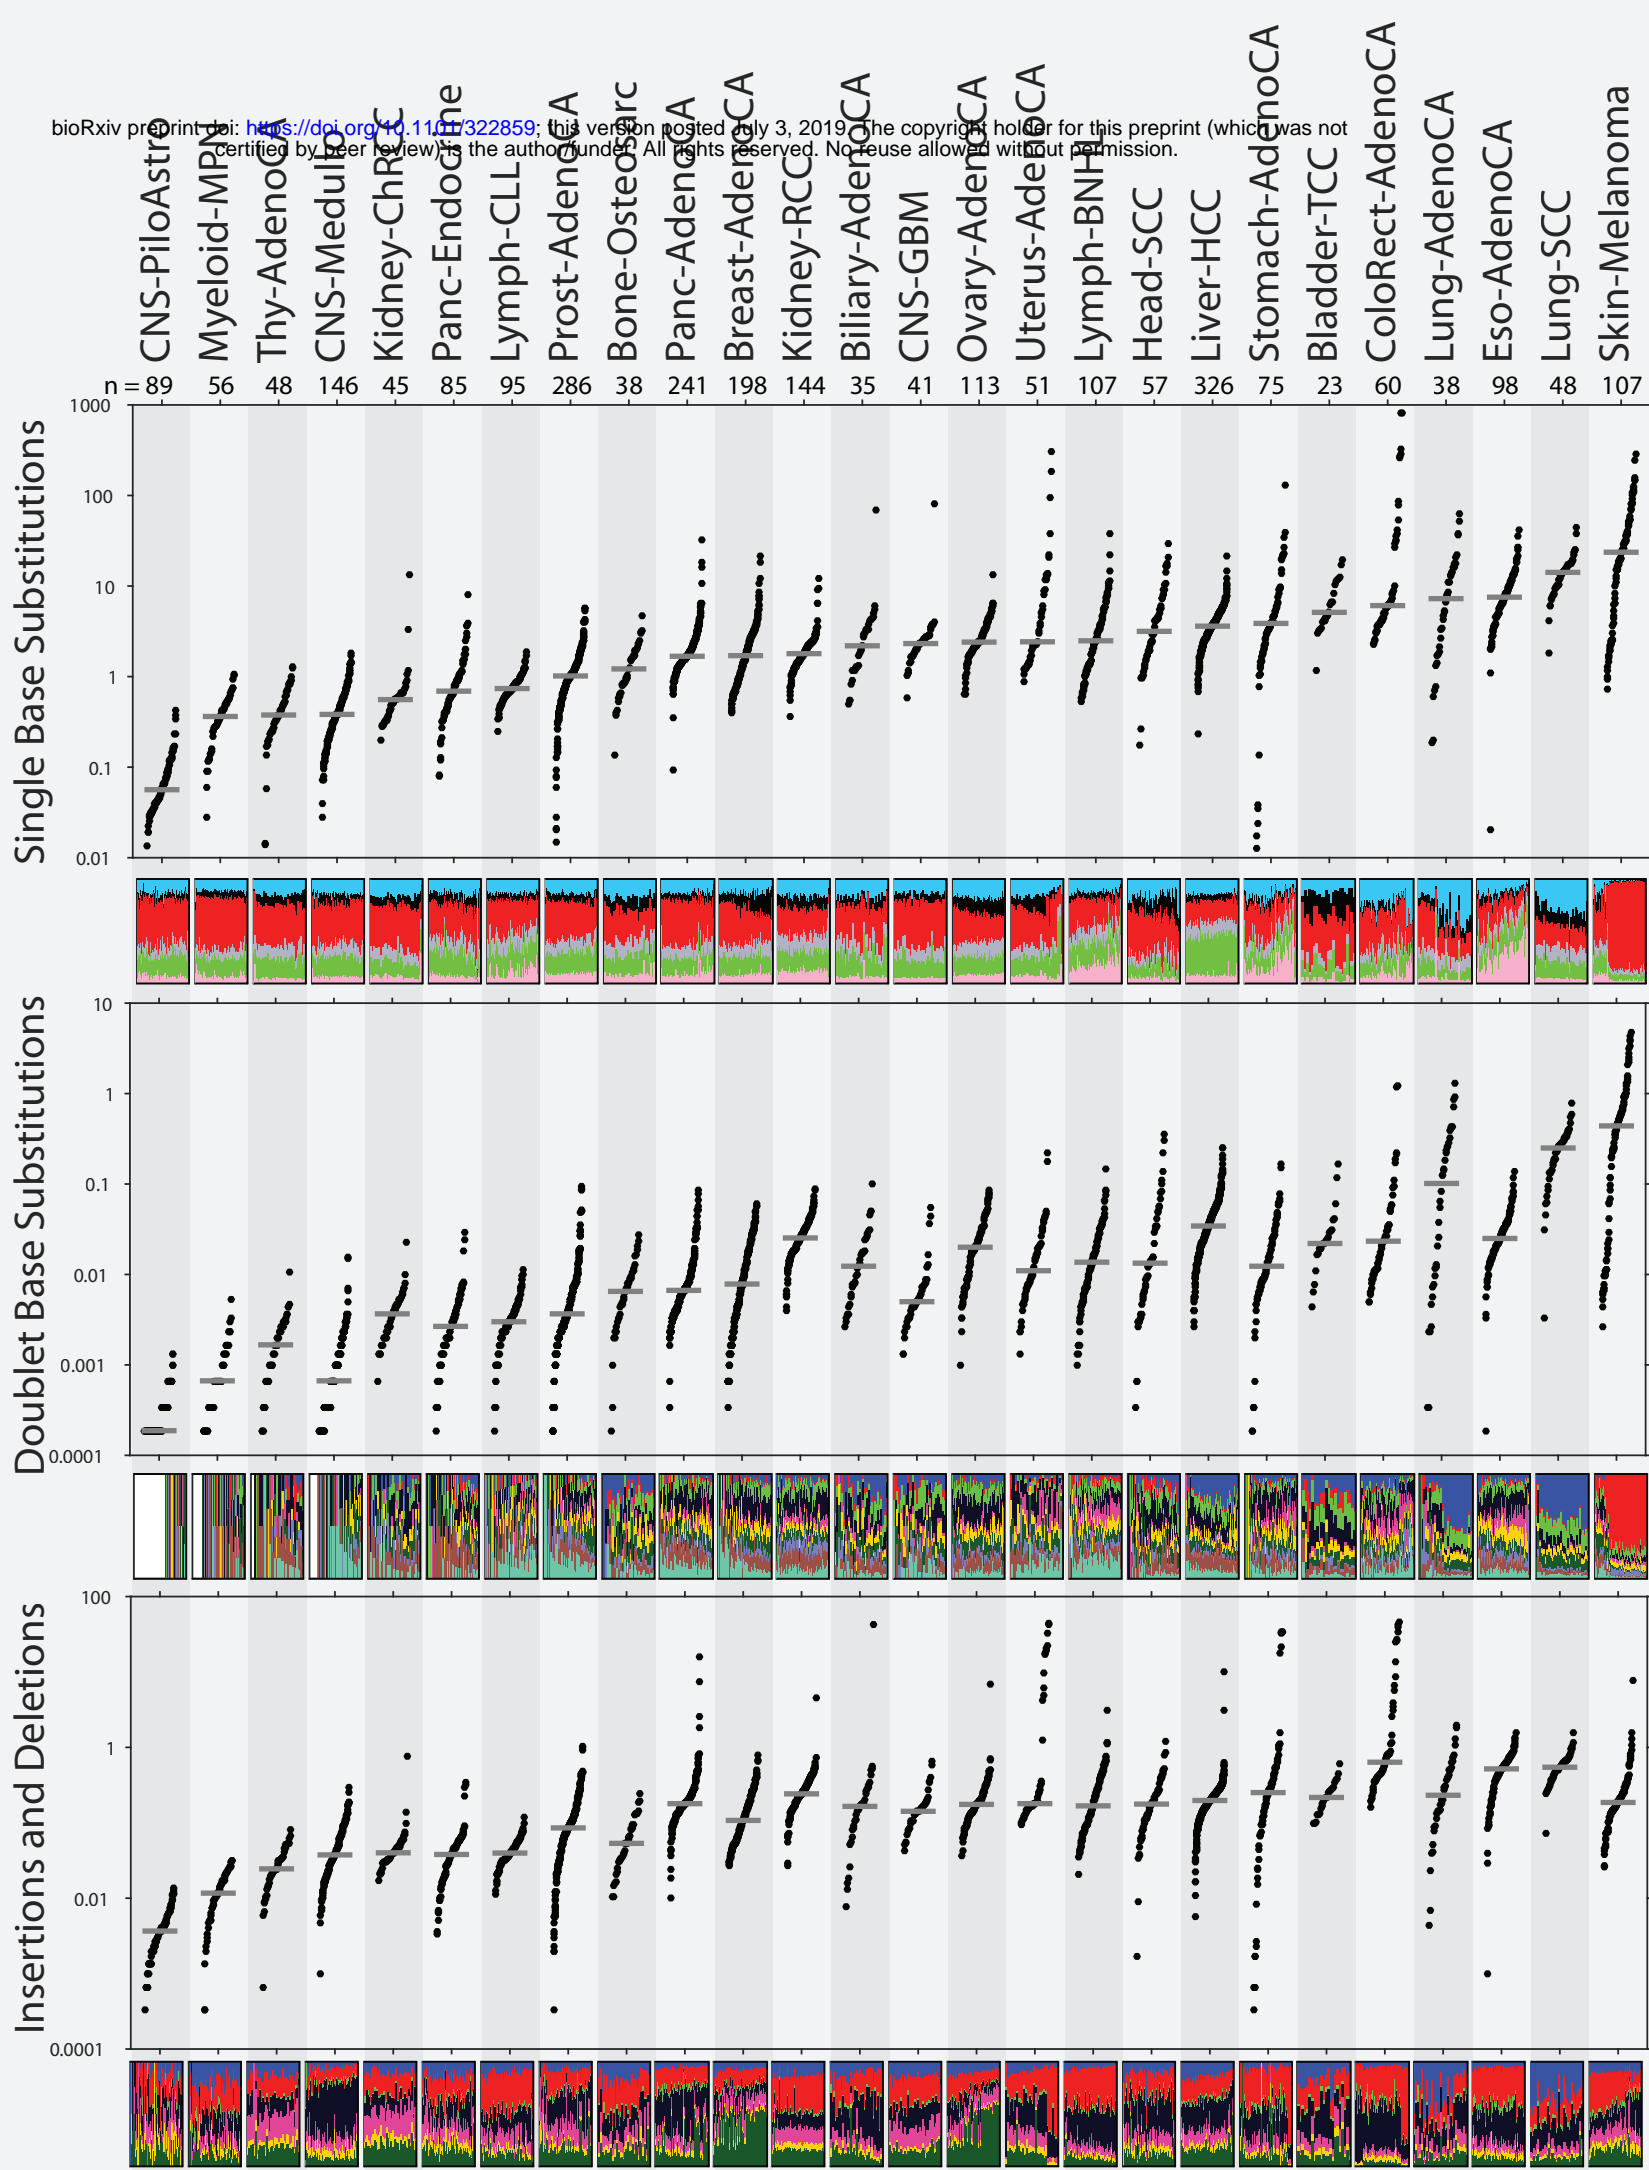 bioRxiv preprint doi: https://doi.org/10.1101/322859; this version posted July 3, 2019. The copyright holder for this preprint (which was not
certified by peer review) is the author/funder. All rights reserved. No reuse allowed without permission.
CNS-PiloAstro
Myeloid-MPN
Thy-AdenoCA
CNS-Medullo
Kidney-ChRCC
Panc-Endocrine
Lymph-CLL
Prost-AdenoCA
Bone-Osteosarc
Panc-AdenoCA
Breast-AdenoCA
Kidney-RCC
Biliary-AdenoCA
CNS-GBM
Ovary-AdenoCA
Uterus-AdenoCA
Lymph-BNHL
Head-SCC
Liver-HCC
Stomach-AdenoCA
Bladder-TCC
ColoRect-AdenoCA
Lung-AdenoCA
Eso-AdenoCA
Lung-SCC
Skin-Melanoma
n = 89 56 48 146 45 85 95 286 38 241 198 144 35 41 113 51 107 57 326 75 23 60 38 98 48 107
Single Base Substitutions
1000
100
10
1
0.1
0.01
Doublet Base Substitutions
10
1
0.1
0.01
0.001
0.0001
Insertions and Deletions
100
1
0.01
0.0001